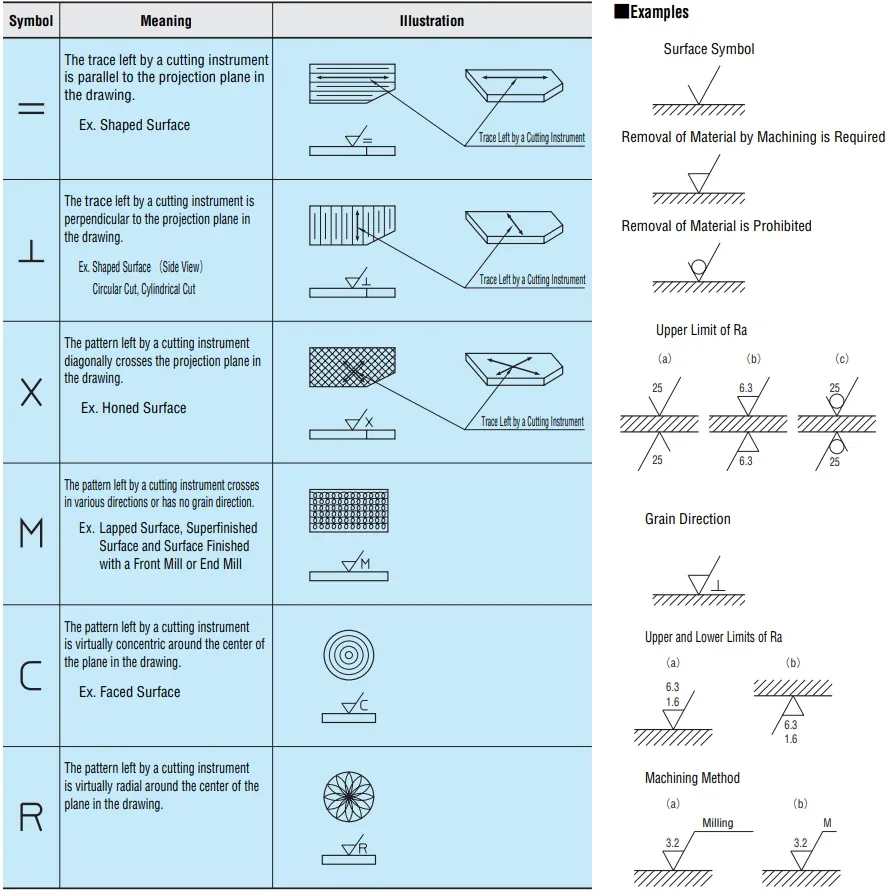 Symbol Meaning Illustration
=
The trace left by a cutting instrument
is parallel to the projection plane in
the drawing.
Ex. Shaped Surface
=
Trace Left by a Cutting Instrument
⊥
The trace left by a cutting instrument is
perpendicular to the projection plane in
the drawing.
Ex. Shaped Surface （Side View）
Circular Cut, Cylindrical Cut
⊥
Trace Left by a Cutting Instrument
X
The pattern left by a cutting instrument
diagonally crosses the projection plane in
the drawing.
Ex. Honed Surface
X
Trace Left by a Cutting Instrument
M
The pattern left by a cutting instrument crosses
in various directions or has no grain direction.
Ex. Lapped Surface, Superfinished
Surface and Surface Finished
with a Front Mill or End Mill
M
C
The pattern left by a cutting instrument
is virtually concentric around the center of
the plane in the drawing.
Ex. Faced Surface
C
R
The pattern left by a cutting instrument
is virtually radial around the center of the
plane in the drawing.
R
■Examples
Surface Symbol
Removal of Material by Machining is Required
Removal of Material is Prohibited
Upper Limit of Ra
（a） （b） （c）
25 6.3 25
25 6.3 25
Grain Direction
⊥
Upper and Lower Limits of Ra
（a） （b）
6.3
1.6
6.3
1.6
Machining Method
（a） （b）
Milling M
3.2 3.2